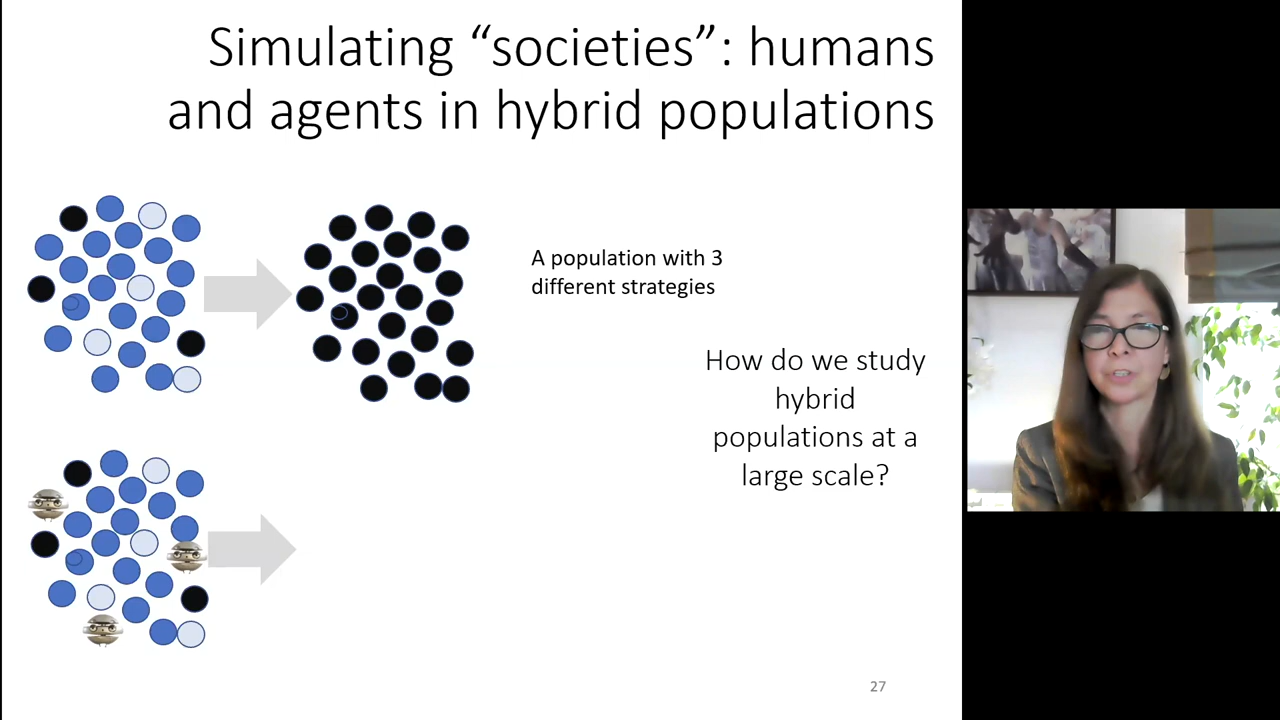 Simulating “societies”: humans
and agents in hybrid populations
A population with 3
different strategies
How do we study
hybrid
populations at a
large scale?
27